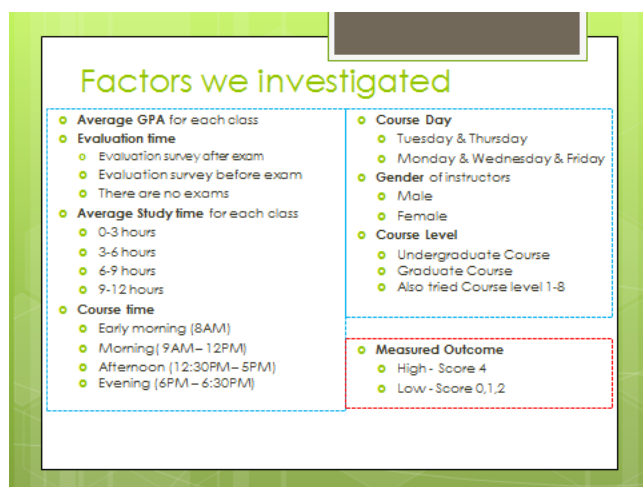 Factors we investigated
Average GPA for each class
Evaluation time
Evaluation survey after exam
Evaluation survey before exam
There are no exams
Average Study time for each class
0-3 hours
3-6 hours
6-9 hours
9-12 hours
Course time
Early morning (8AM)
Morning( 9AM – 12PM)
Afternoon (12:30PM – 5PM)
Evening (6PM – 6:30PM)
Course Day
Tuesday & Thursday
Monday & Wednesday & Friday
Gender of instructors
Male
Female
Course Level
Undergraduate Course
Graduate Course
Also tried Course level 1-8
Measured Outcome
High - Score 4
Low - Score 0,1,2